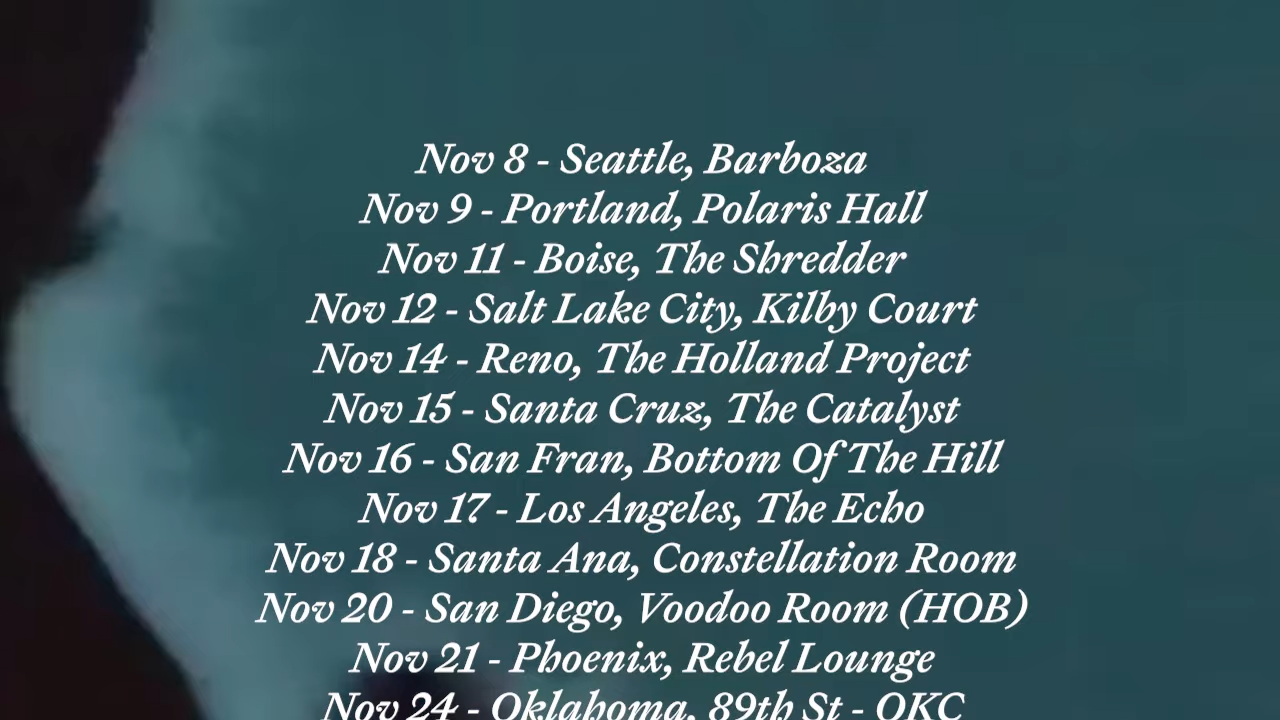 Nov 8 - Seattle, Barboza
Nov 9 - Portland, Polaris Hall
Nov 11 - Boise, The Shredder
Nov 12 - Salt Lake City, Kilby Court
Nov 14 - Reno, The Holland Project
Nov 15 - Santa Cruz, The Catalyst
Nov 16 - San Fran, Bottom Of The Hill
Nov 17 - Los Angeles, The Echo
Nov 18 - Santa Ana, Constellation Room
Nov 20 - San Diego, Voodoo Room (HOB)
Nov 21 - Phoenix, Rebel Lounge
Nov 24 - Oklahoma, 89th St - OKC